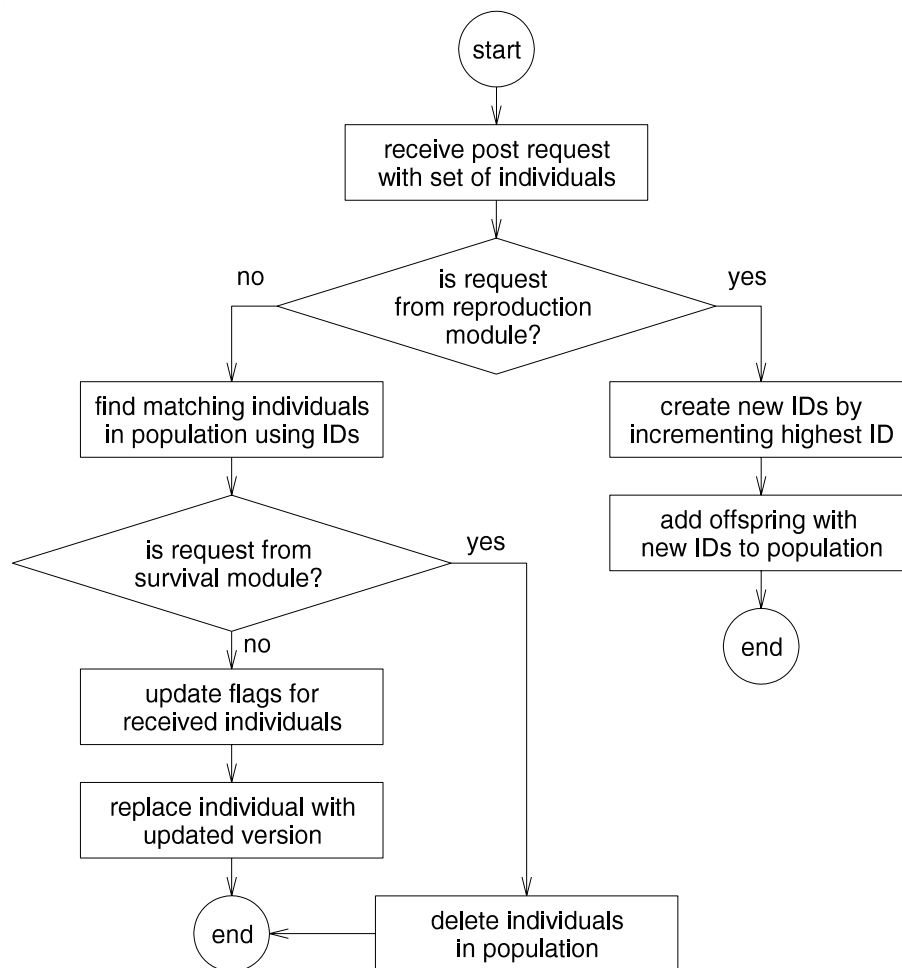 start
receive post request
with set of individuals
no
is request
from reproduction
module?
yes
find matching individuals
in population using IDs
create new IDs by
incrementing highest ID
is request from
survival module?
yes
add offspring with
new IDs to population
no
end
update flags for
received individuals
replace individual with
updated version
end
delete individuals
in population